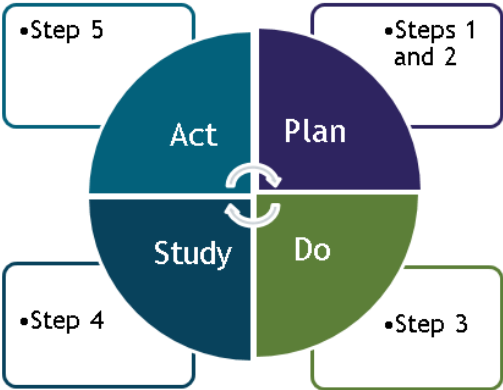 •Step 5
•Steps 1
and 2
Act
Plan
Study
Do
•Step 4
•Step 3